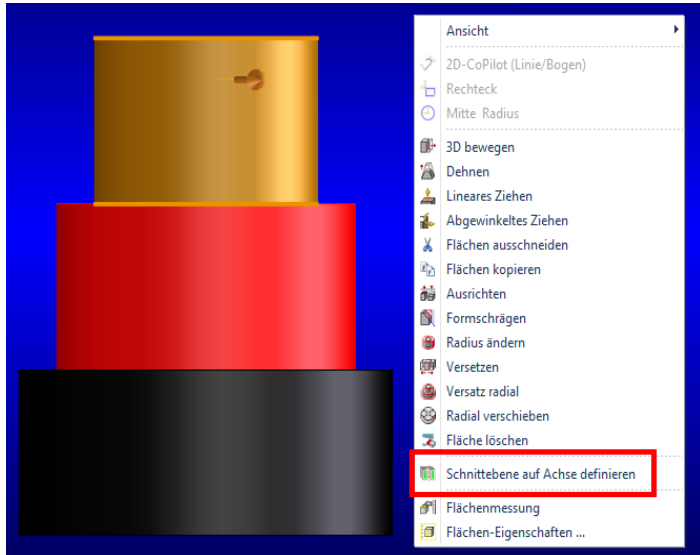 Ansicht
2D-CoPilot (Linie/Bogen)
Rechteck
Mitte Radius
3D bewegen
Dehnen
Lineares Ziehen
Abgewinkeltes Ziehen
Flächen ausschneiden
Flächen kopieren
Ausrichten
Formschrägen
Radius ändern
Versetzen
Versatz radial
Radial verschieben
Fläche löschen
Schnittebene auf Achse definieren
Flächenmessung
Flächen-Eigenschaften ...